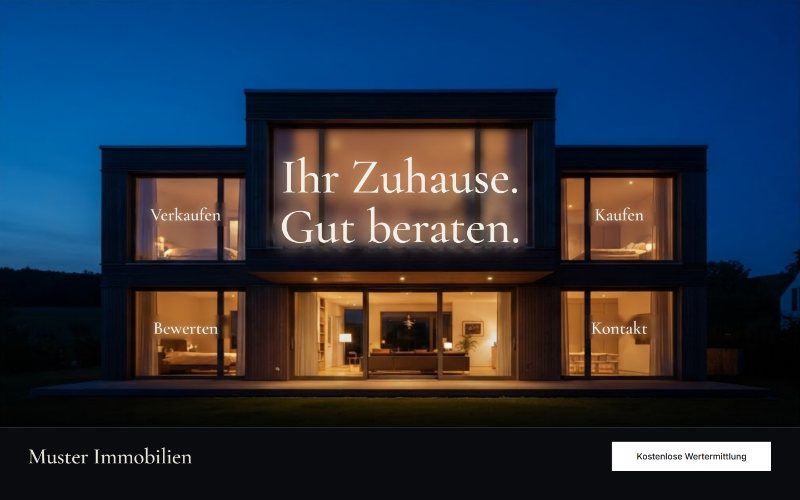 Ihr Zuhause.
Gut beraten.
Verkaufen
Kaufen
Bewerten
Kontakt
Muster Immobilien
Kostenlose Wertermittlung